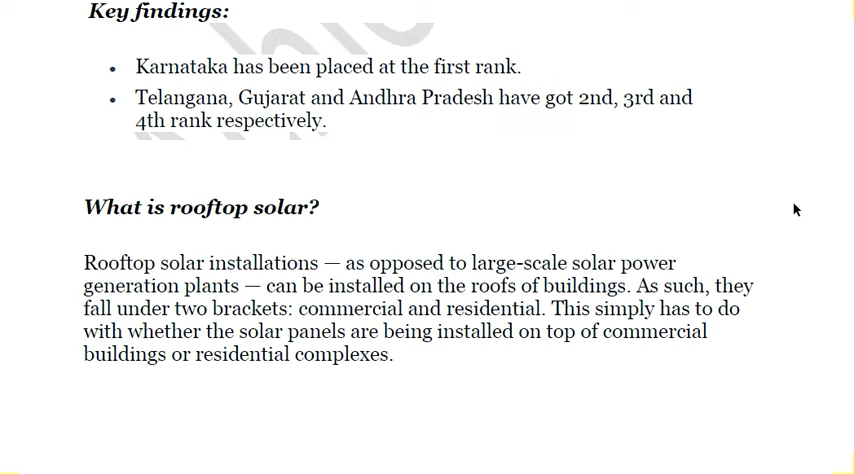 Key findings:
Karnataka has been placed at the first rank.
Telangana, Gujarat and Andhra Pradesh have got 2nd, 3rd and
4th rank respectively.
What is rooftop solar?
Rooftop solar installations — as opposed to large-scale solar power
generation plants — can be installed on the roofs of buildings. As such, they
fall under two brackets: commercial and residential. This simply has to do
with whether the solar panels are being installed on top of commercial
buildings or residential complexes.